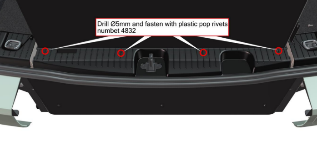 Drill Ø5mm and fasten with plastic pop rivets
numbet 4832